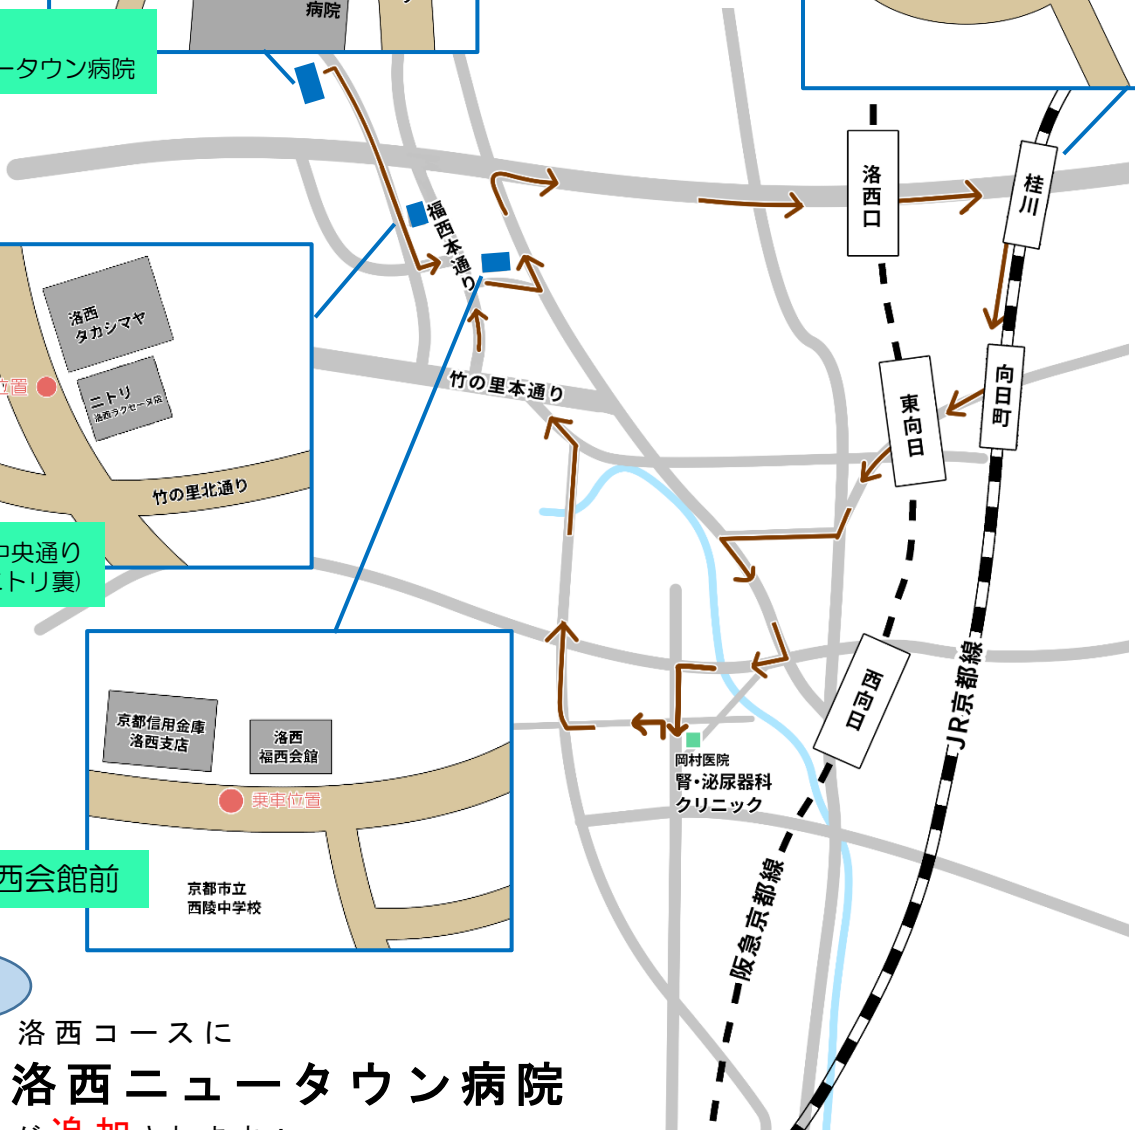 病院
ータウン病院
洛西口
桂川
福西本通り
洛西
タカシマヤ
ニトリ
洛西ラクセーヌ店
位置
竹の里北通り
竹の里本通り
東向日
向日町
中央通り
ニトリ裏)
西向日
JR京都線
京都信用金庫
洛西支店
洛西
福西会館
乗車位置
岡村医院
腎・泌尿器科
クリニック
西会館前
京都市立
西陵中学校
阪急京都線
洛西コースに
洛西ニュータウン病院